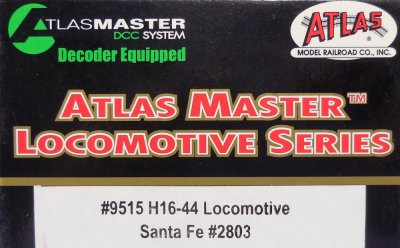 ATLASMASTER
DCC SYSTEM
Decoder Equipped
ATLAS
MODEL RAILROAD CO., INC.
ATLAS MASTER™
LOCOMOTIVE SERIES
#9515 H16-44 Locomotive
Santa Fe #2803